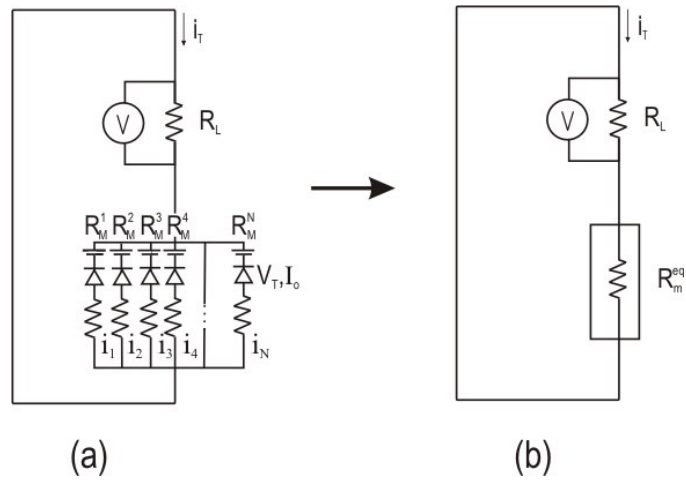 i_T
i_T
V
R_L
V
R_L
R_M^1 R_M^2 R_M^3 R_M^4 R_M^N
R_m^eq
V_T,I_o
i_1 i_2 i_3 i_4 i_N
(a)
(b)